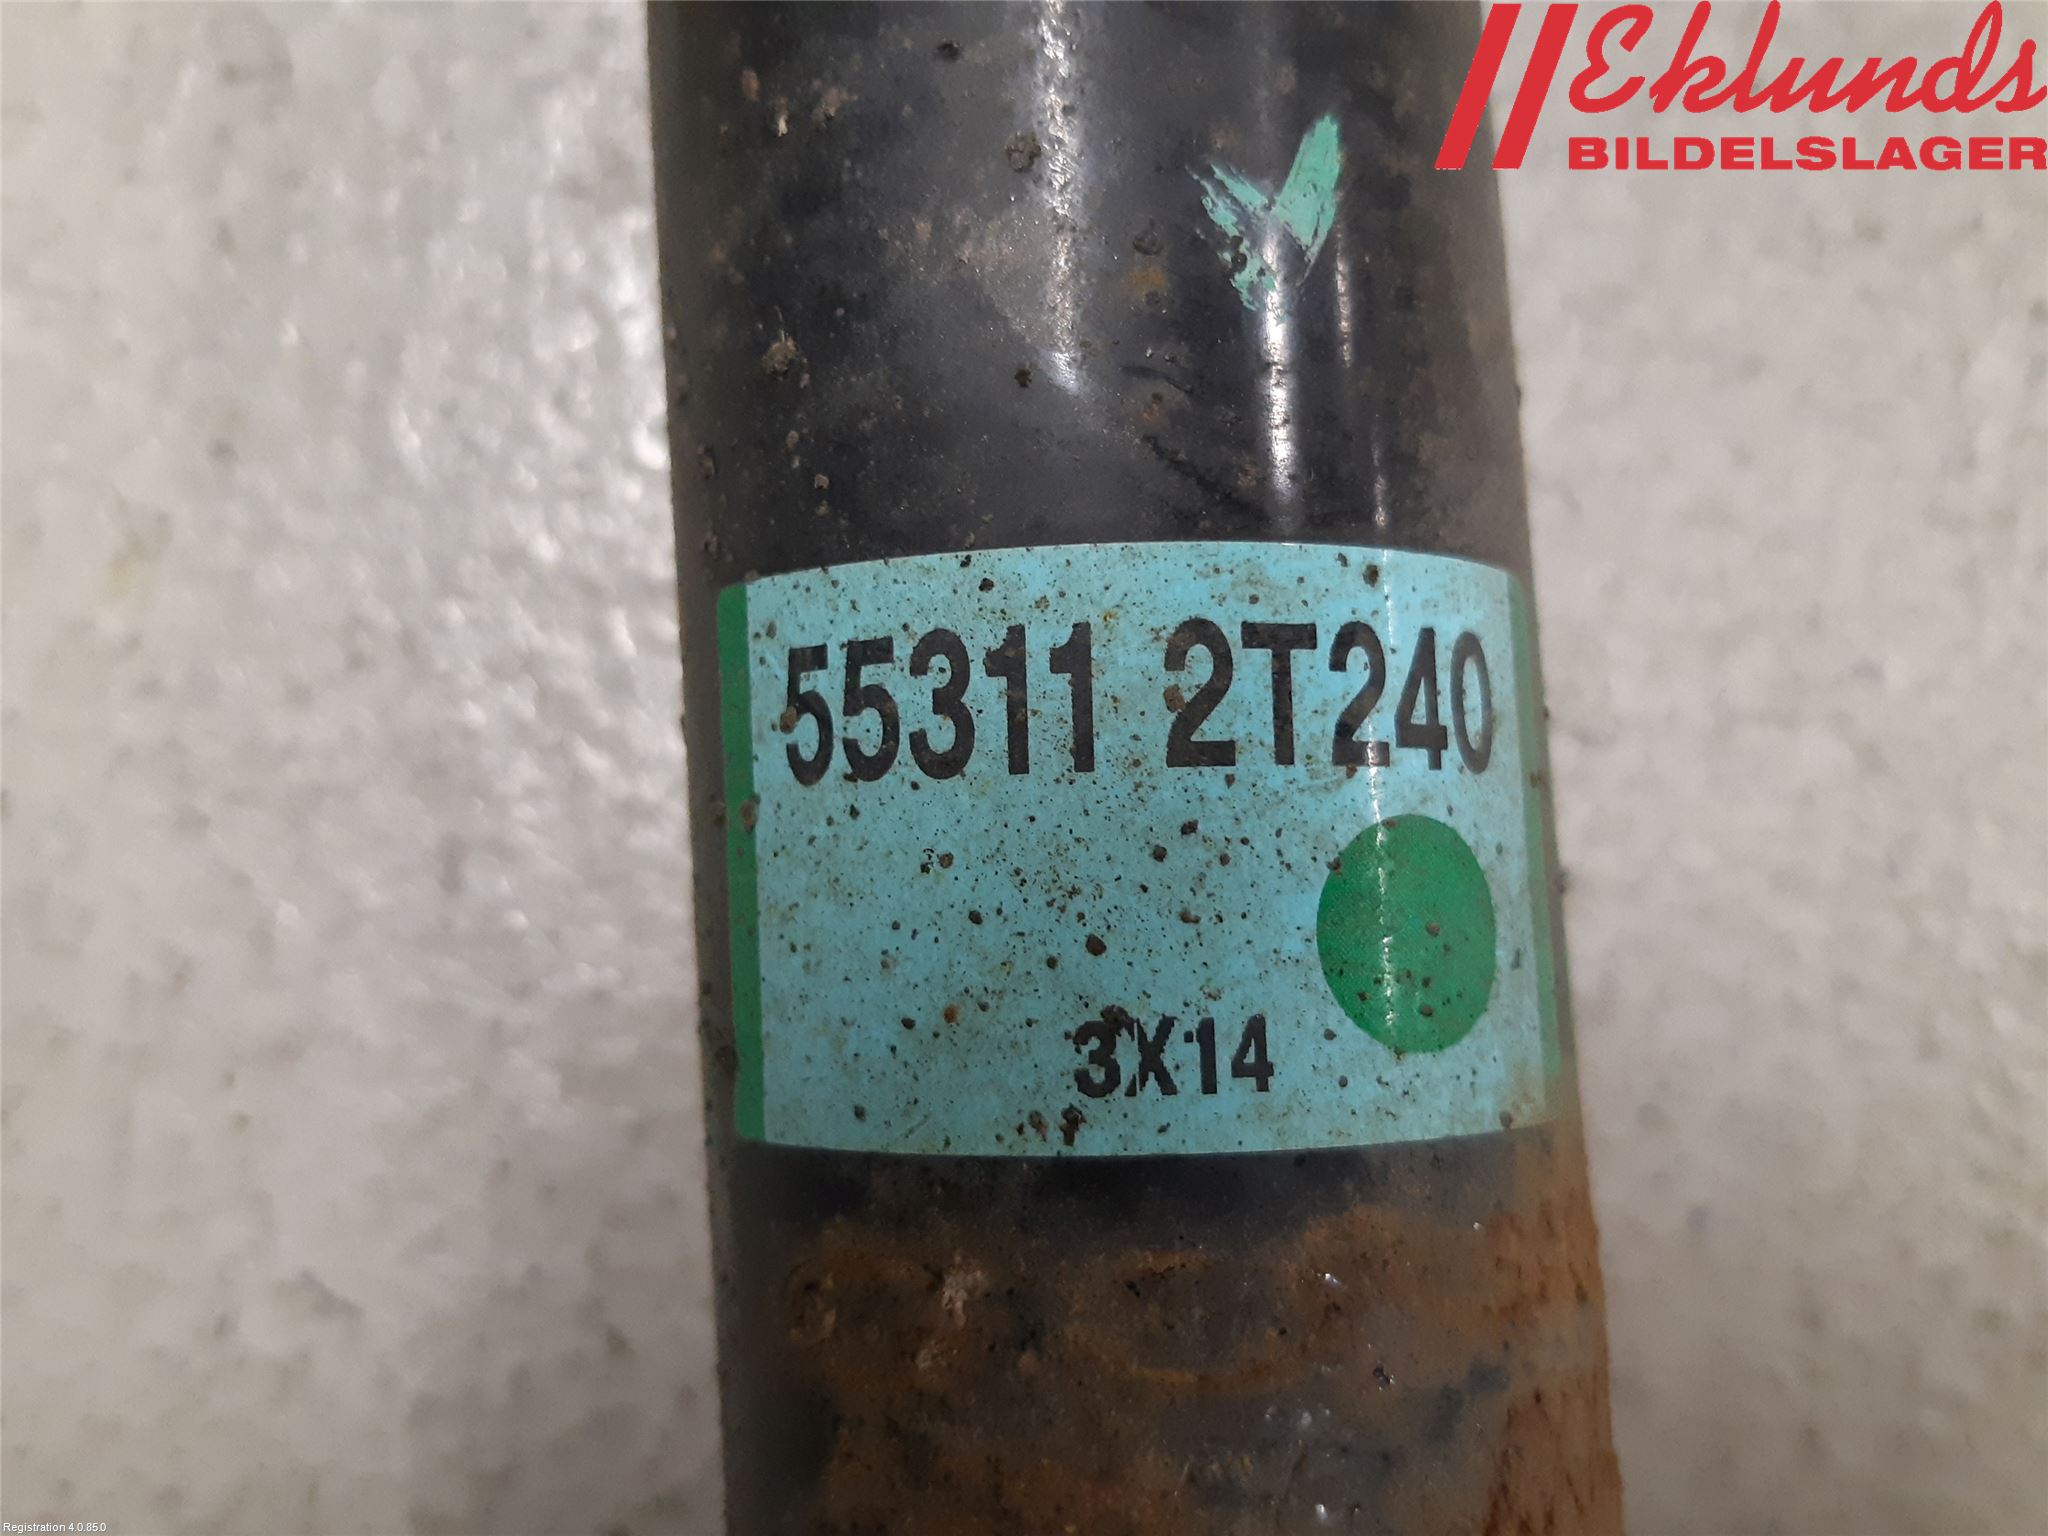 Eklunds
BILDELSLAGER
55311 2T240
3X14
Registration 4.0.85.0